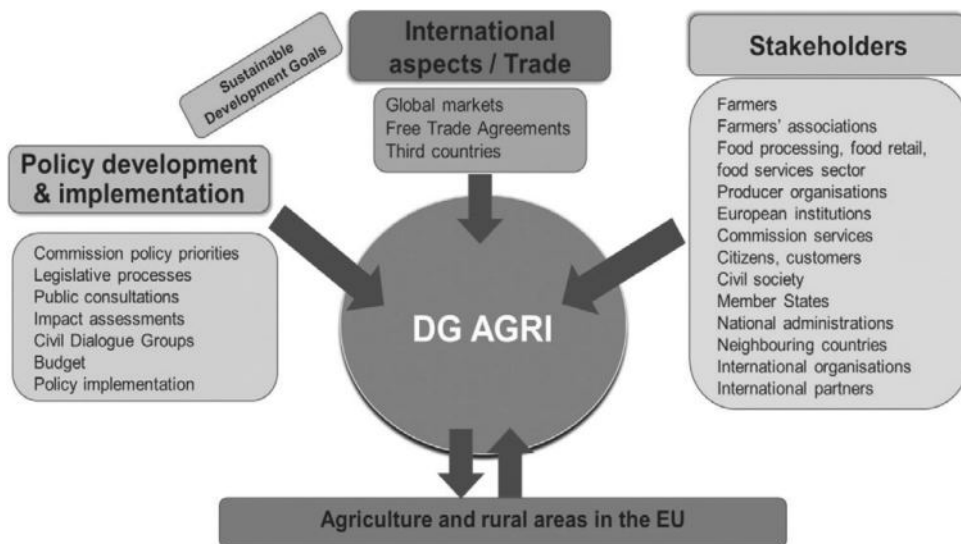 Sustainable
Development Goals
International
aspects / Trade
Global markets
Free Trade Agreements
Third countries
Stakeholders
Farmers
Farmers' associations
Food processing, food retail,
food services sector
Producer organisations
European institutions
Commission services
Citizens, customers
Civil society
Member States
National administrations
Neighbouring countries
International organisations
International partners
Policy development
& implementation
Commission policy priorities
Legislative processes
Public consultations
Impact assessments
Civil Dialogue Groups
Budget
Policy implementation
DG AGRI
Agriculture and rural areas in the EU